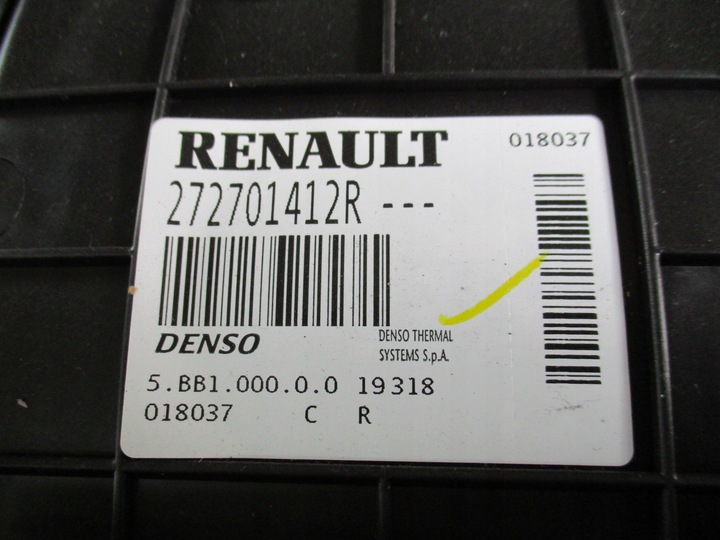 RENAULT 018037
272701412R ---
DENSO DENSO THERMAL
SYSTEMS S.p.A.
5.BB1.000.0.0 19318
018037 C R